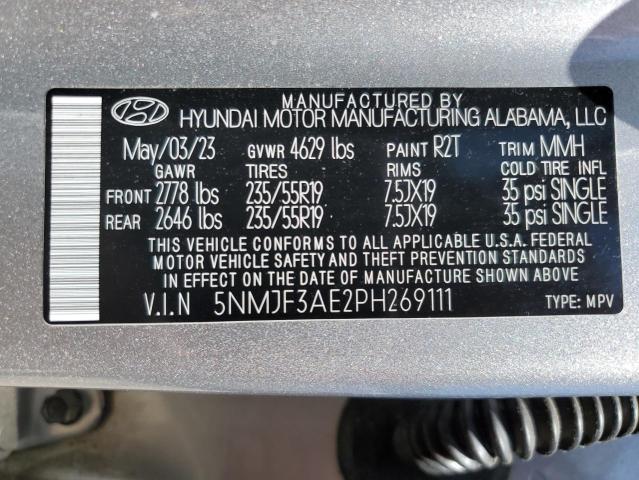 MANUFACTURED BY
HYUNDAI MOTOR MANUFACTURING ALABAMA, LLC
May/03/23 GVWR 4629 lbs PAINT R2T TRIM MMH
GAWR TIRES RIMS COLD TIRE INFL
FRONT 2778 lbs 235/55R19 7.5JX19 35 psi SINGLE
REAR 2646 lbs 235/55R19 7.5JX19 35 psi SINGLE
THIS VEHICLE CONFORMS TO ALL APPLICABLE U.S.A. FEDERAL
MOTOR VEHICLE SAFETY AND THEFT PREVENTION STANDARDS
IN EFFECT ON THE DATE OF MANUFACTURE SHOWN ABOVE.
V.I.N 5NMJF3AE2PH269111 TYPE: MPV